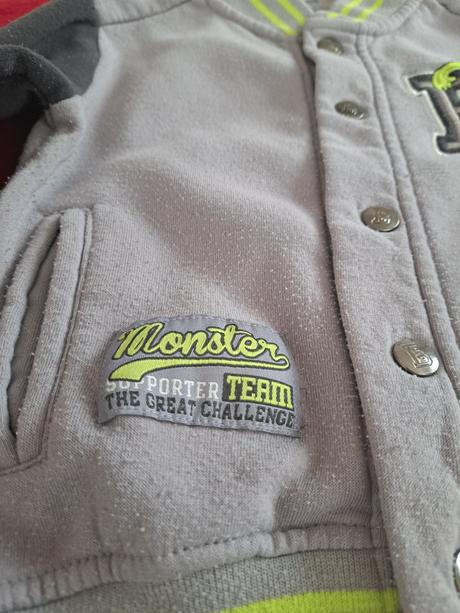 Monster
SUPPORTER TEAM
THE GREAT CHALLENGE